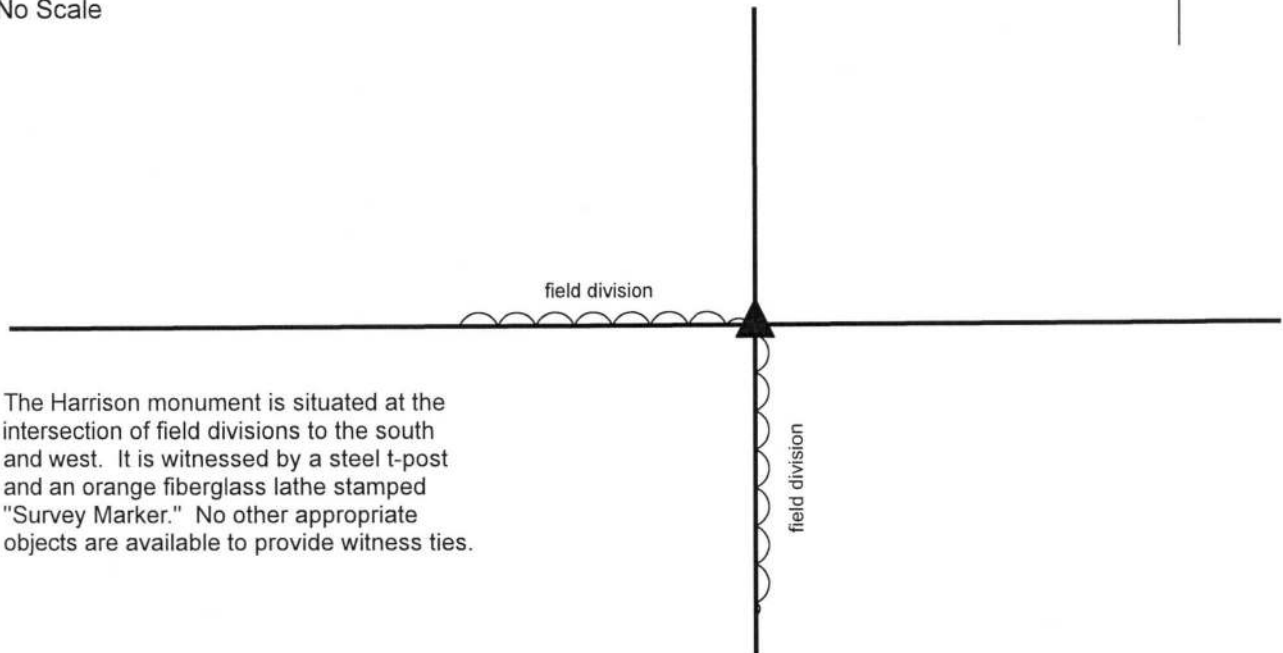 No Scale
field division
The Harrison monument is situated at the
intersection of field divisions to the south
and west. It is witnessed by a steel t-post
and an orange fiberglass lathe stamped
"Survey Marker." No other appropriate
objects are available to provide witness ties.
field division